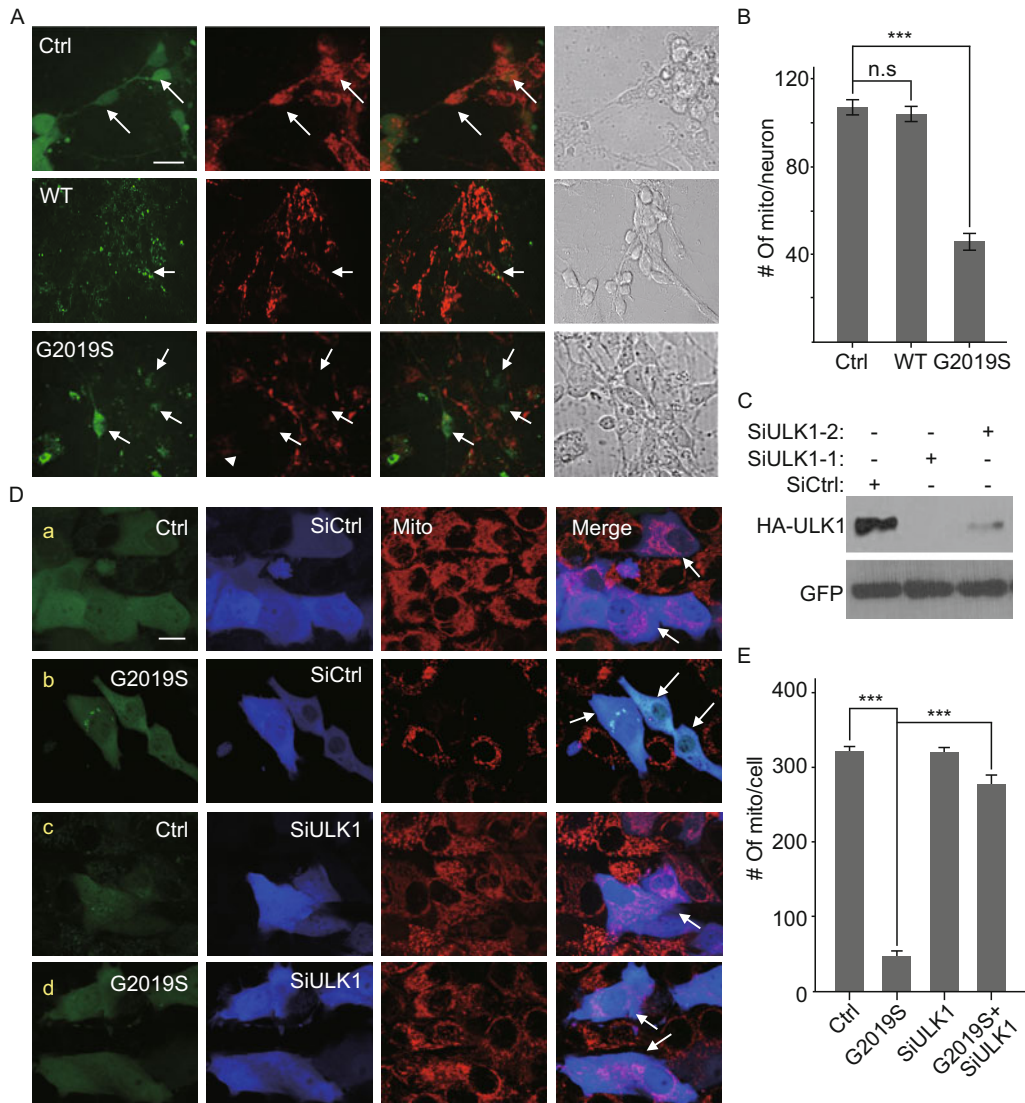 A
Ctrl
WT
G2019S
B
***
n.s
120
80
40
# Of mito/neuron
Ctrl WT G2019S
C
SiULK1-2: - - +
SiULK1-1: - + -
SiCtrl: + - -
HA-ULK1
GFP
D
a Ctrl SiCtrl Mito Merge
b G2019S SiCtrl
c Ctrl SiULK1
d G2019S SiULK1
E
400
*** ***
300
200
100
0
# Of mito/cell
Ctrl
G2019S
SiULK1
G2019S+
SiULK1